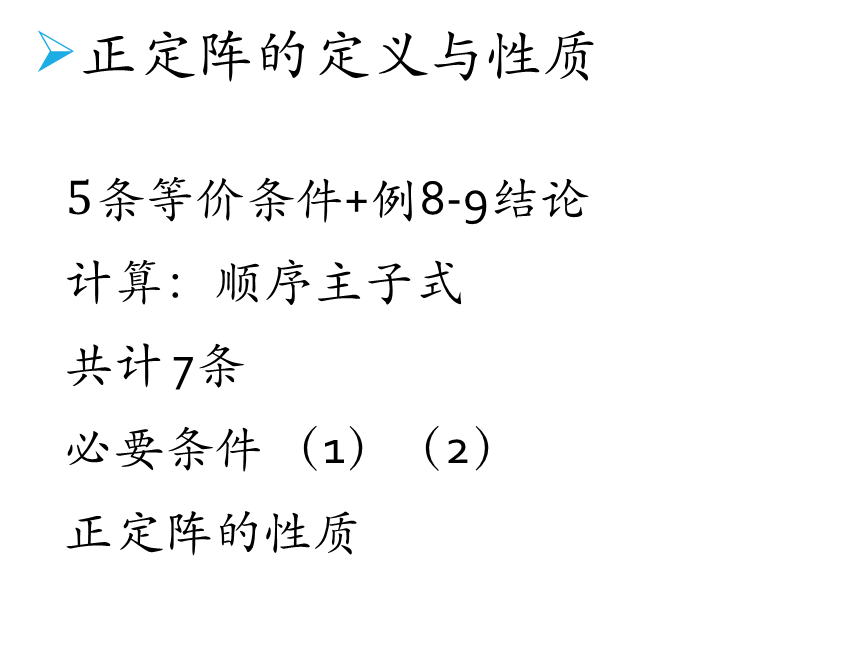 正定阵的定义与性质
5条等价条件+例8-9结论
计算：顺序主子式
共计7条
必要条件（1）（2）
正定阵的性质